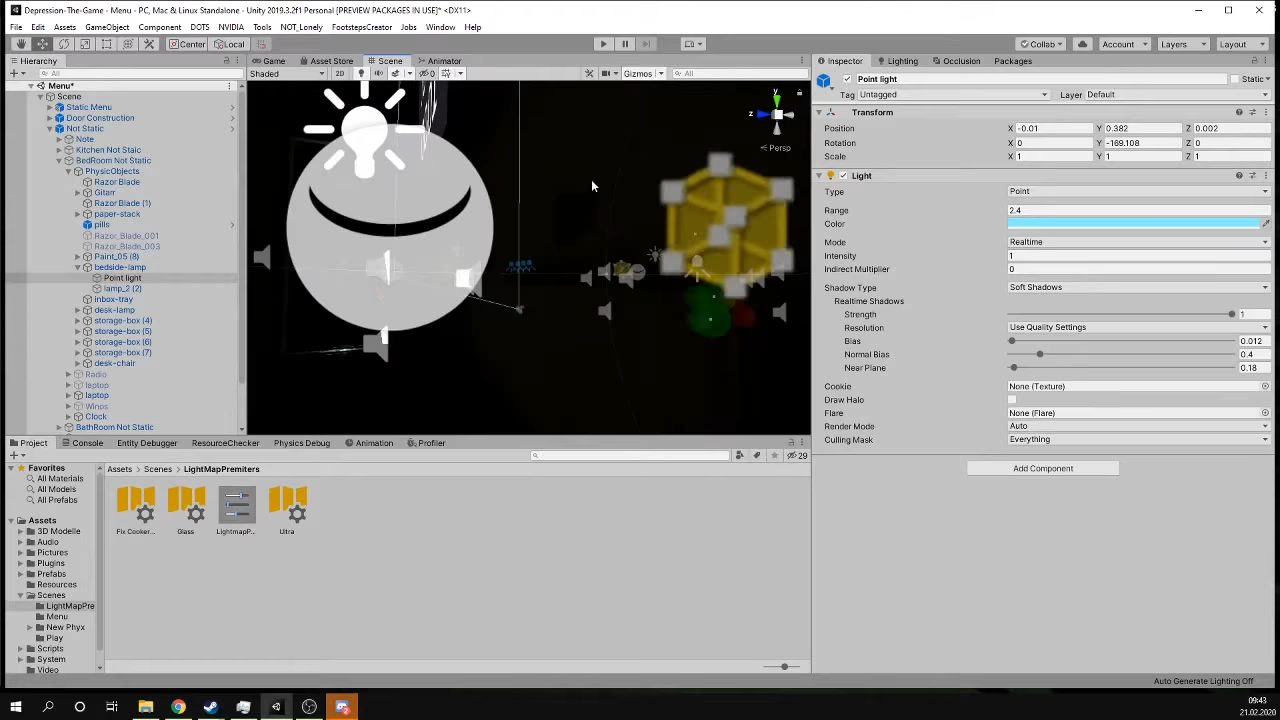 Depression-The-Game - Menu - PC, Mac & Linux Standalone - Unity 2019.3.2f1 Personal [PREVIEW PACKAGES IN USE]* <DX11>
File Edit Assets GameObject Component DOTS NVIDIA Tools NOT_Lonely FootstepsCreator Jobs Window Help
Center Local Collab Account Layers Layout
Hierarchy Game Asset Store Scene Animator Inspector Lighting Occlusion Packages
All Shaded 2D 0 Gizmos All
Point light Static
Tag Untagged Layer Default
Menu*
Scene
Static Menu
Door Construction
Not Static
Note
Kitchen Not Staic
BedRoom Not Static
PhysicObjects
Razor Blade
Gitarr
Razor Blade (1)
paper-stack
pills
Razor_Blade_001
Razor_Blade_003
Paint_05 (8)
bedside-lamp
Point light
lamp_2 (2)
inbox-tray
desk-lamp
storage-box (4)
storage-box (5)
storage-box (6)
storage-box (7)
desk-chair
Radio
laptop
laptop
Winos
Clock
BathRoom Not Static
y
z
Persp
Transform
Position X -0.01 Y 0.382 Z 0.002
Rotation X 0 Y -169.108 Z 0
Scale X 1 Y 1 Z 1
Light
Type Point
Range 2.4
Color
Mode Realtime
Intensity 1
Indirect Multiplier 0
Shadow Type Soft Shadows
Realtime Shadows
Strength 1
Resolution Use Quality Settings
Bias 0.012
Normal Bias 0.4
Near Plane 0.18
Cookie None (Texture)
Draw Halo
Flare None (Flare)
Render Mode Auto
Culling Mask Everything
Add Component
Project Console Entity Debugger ResourceChecker Physics Debug Animation Profiler
29
Favorites
All Materials
All Models
All Prefabs
Assets
3D Modelle
Audio
Pictures
Plugins
Prefabs
Resources
Scenes
LightMapPre
Menu
New Phyx
Play
Scripts
System
Video
Assets Scenes LightMapPremiters
Fix Cooker... Glass LightmapP... Ultra
Auto Generate Lighting Off
09:43
21.02.2020